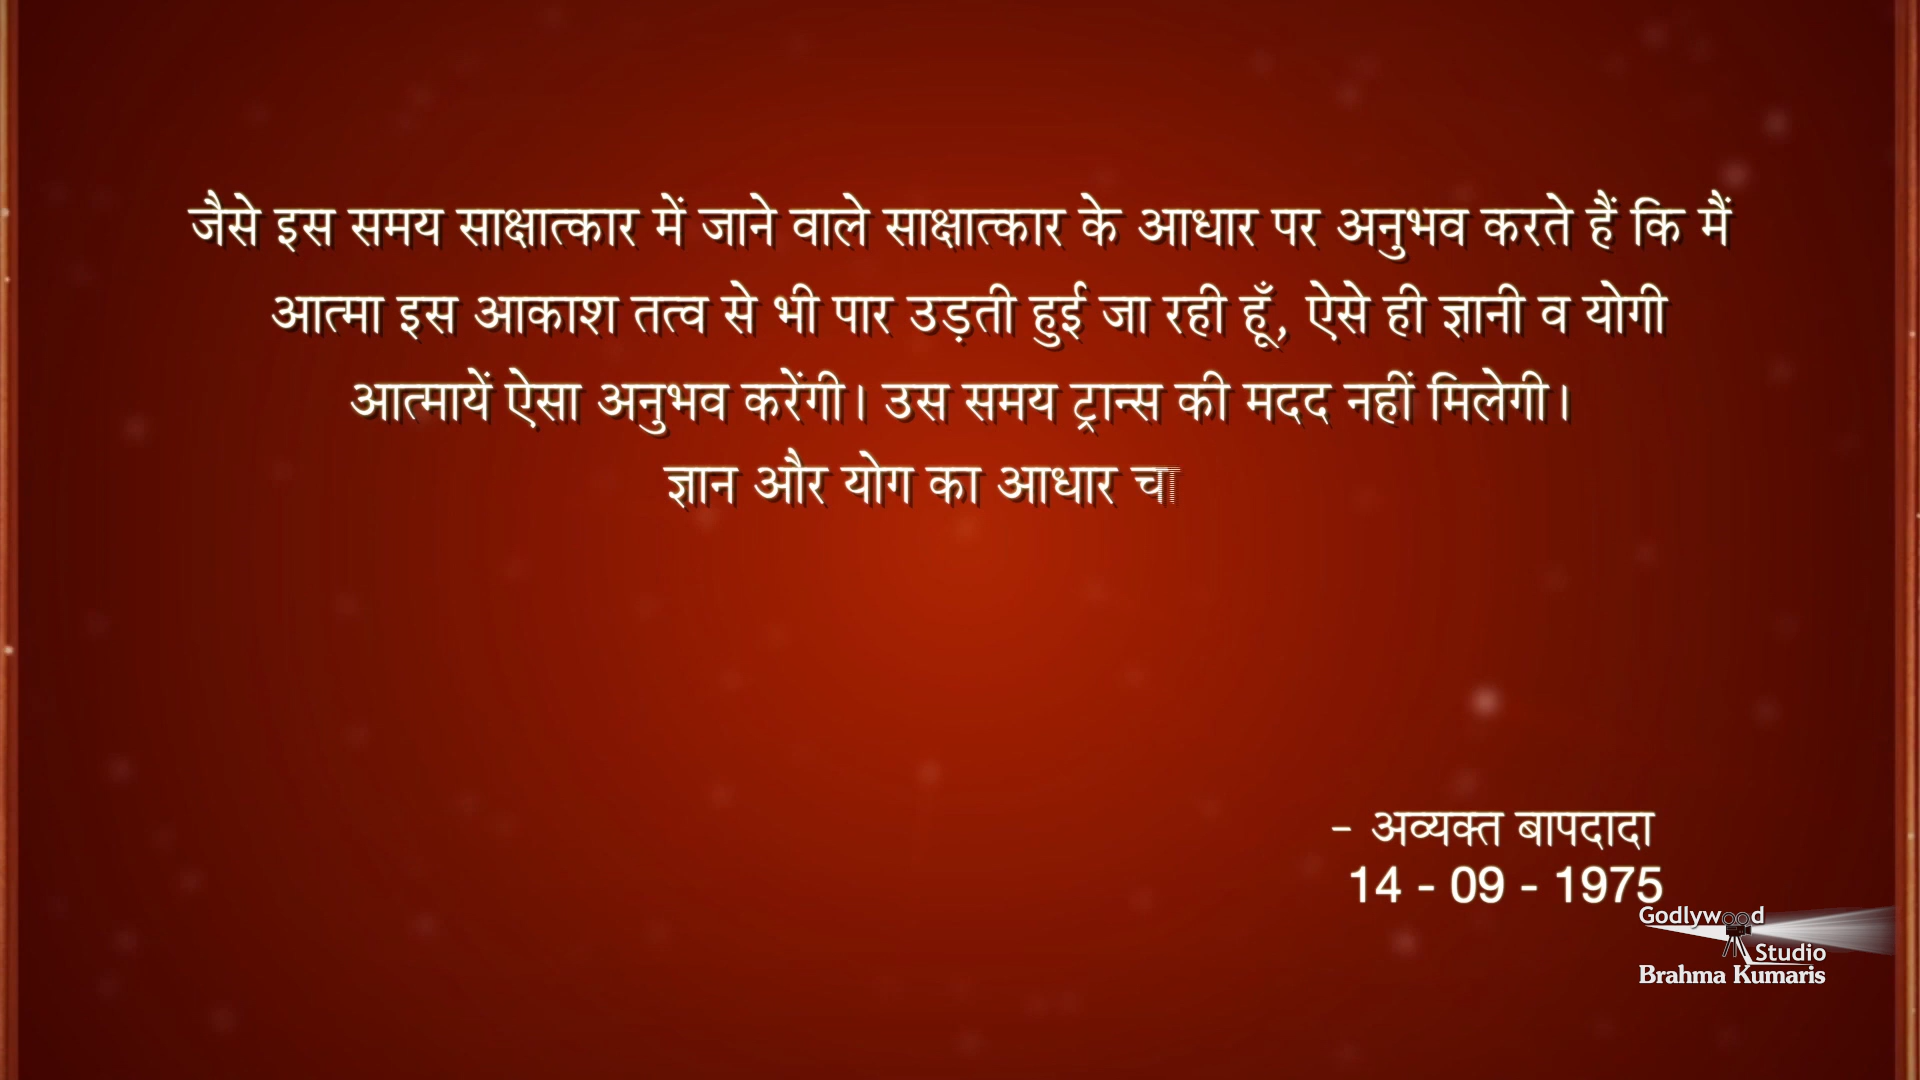 जैसे इस समय साक्षात्कार में जाने वाले साक्षात्कार के आधार पर अनुभव करते हैं कि मैं
आत्मा इस आकाश तत्व से भी पार उड़ती हुई जा रही हूँ, ऐसे ही ज्ञानी व योगी
आत्मायें ऐसा अनुभव करेंगी। उस समय ट्रान्स की मदद नहीं मिलेगी।
ज्ञान और योग का आधार
- अव्यक्त बापदादा
14 - 09 - 1975
Godlywood
Studio
Brahma Kumaris